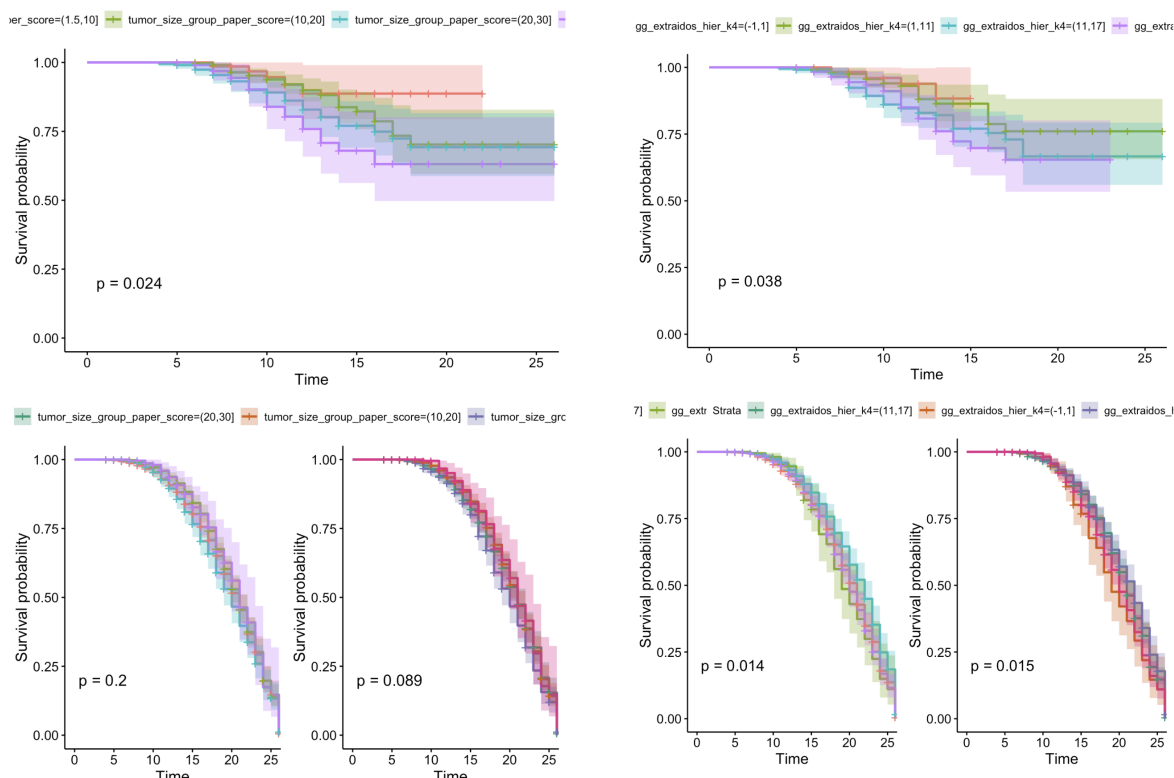 per_score=(1.5,10] tumor_size_group_paper_score=(10,20] tumor_size_group_paper_score=(20,30]
Survival probability
1.00
0.75
0.50
0.25
0.00
p = 0.024
0 5 10 15 20 25
Time
gg_extraidos_hier_k4=(-1,1] gg_extraidos_hier_k4=(1,11] gg_extraidos_hier_k4=(11,17] gg_extra
Survival probability
1.00
0.75
0.50
0.25
0.00
p = 0.038
0 5 10 15 20 25
Time
tumor_size_group_paper_score=(20,30] tumor_size_group_paper_score=(10,20] tumor_size_grc
Survival probability
1.00
0.75
0.50
0.25
0.00
p = 0.2
0 5 10 15 20 25
Time
Survival probability
1.00
0.75
0.50
0.25
0.00
p = 0.089
0 5 10 15 20 25
Time
7] gg_extr Strata gg_extraidos_hier_k4=(11,17] gg_extraidos_hier_k4=(-1,1] gg_extraidos_h
Survival probability
1.00
0.75
0.50
0.25
0.00
p = 0.014
0 5 10 15 20 25
Time
Survival probability
1.00
0.75
0.50
0.25
0.00
p = 0.015
0 5 10 15 20 25
Time